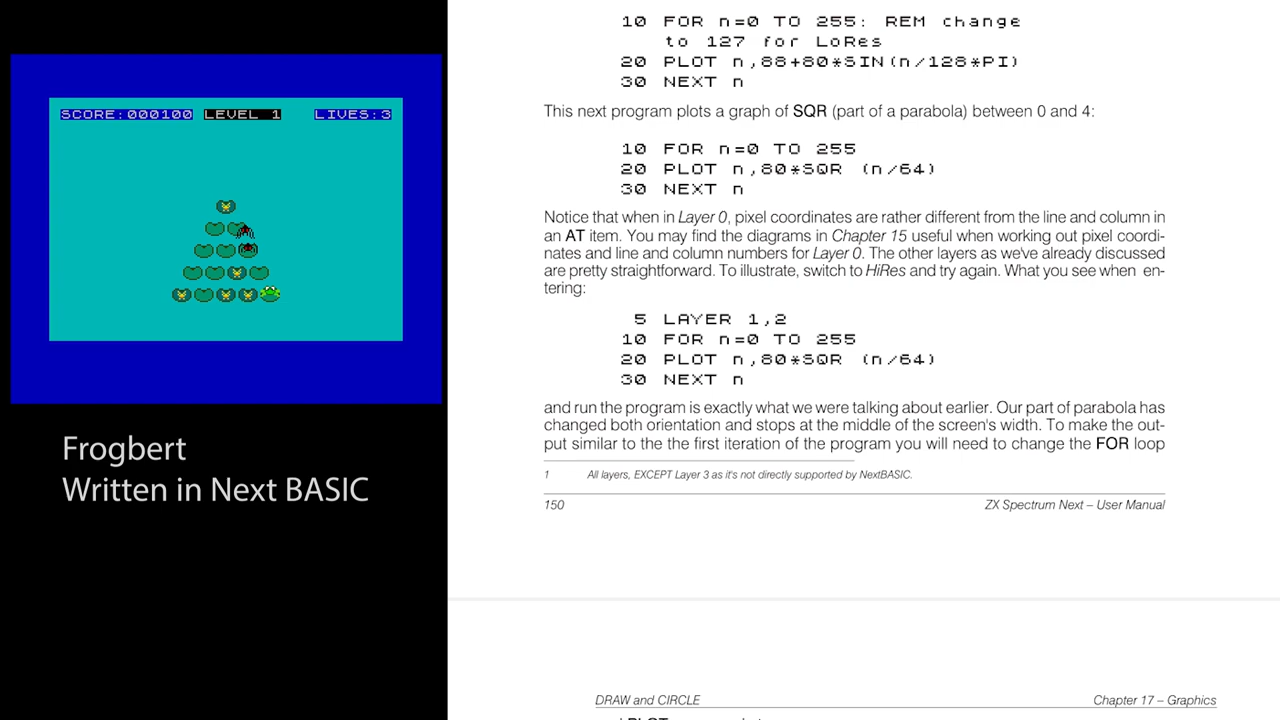 SCORE:000100 LEVEL 1 LIVES:3
Frogbert
Written in Next BASIC
10 FOR n=0 TO 255: REM change
to 127 for LoRes
20 PLOT n,88+80*SIN(n/128*PI)
30 NEXT n
This next program plots a graph of SQR (part of a parabola) between 0 and 4:
10 FOR n=0 TO 255
20 PLOT n,80*SQR (n/64)
30 NEXT n
Notice that when in Layer 0, pixel coordinates are rather different from the line and column in
an AT item. You may find the diagrams in Chapter 15 useful when working out pixel coordi-
nates and line and column numbers for Layer 0. The other layers as we've already discussed
are pretty straightforward. To illustrate, switch to HiRes and try again. What you see when en-
tering:
5 LAYER 1,2
10 FOR n=0 TO 255
20 PLOT n,80*SQR (n/64)
30 NEXT n
and run the program is exactly what we were talking about earlier. Our part of parabola has
changed both orientation and stops at the middle of the screen's width. To make the out-
put similar to the the first iteration of the program you will need to change the FOR loop
1 All layers, EXCEPT Layer 3 as it's not directly supported by NextBASIC.
150 ZX Spectrum Next – User Manual
DRAW and CIRCLE Chapter 17 – Graphics